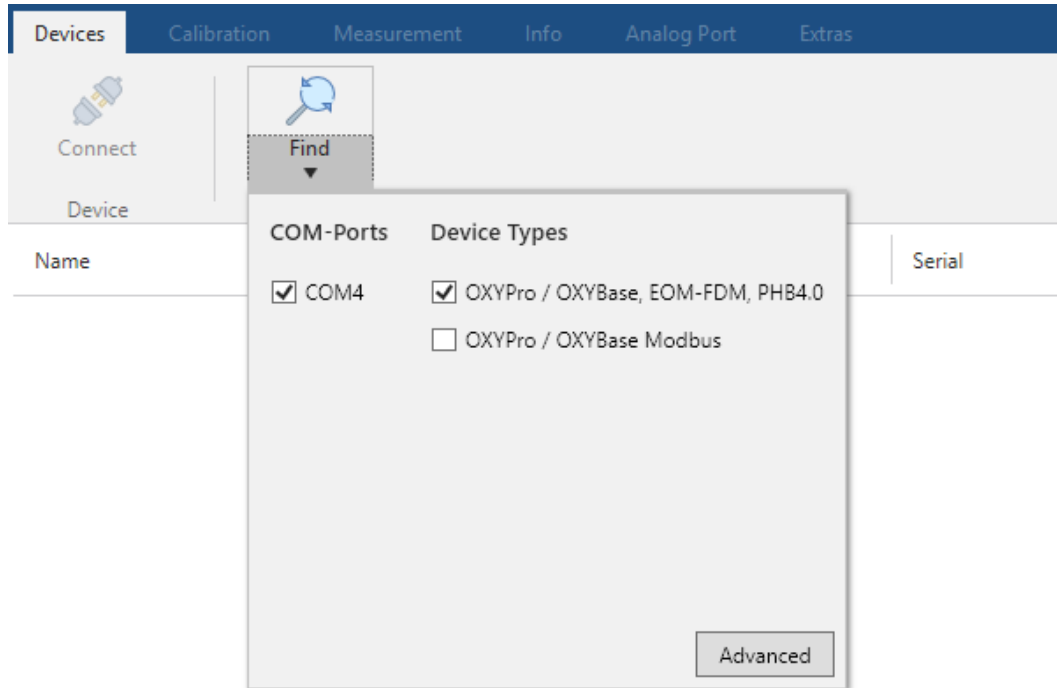 Devices Calibration Measurement Info Analog Port Extras
Connect
Find
Device
COM-Ports Device Types
Name
Serial
COM4 OXYPro / OXYBase, EOM-FDM, PHB4.0
OXYPro / OXYBase Modbus
Advanced